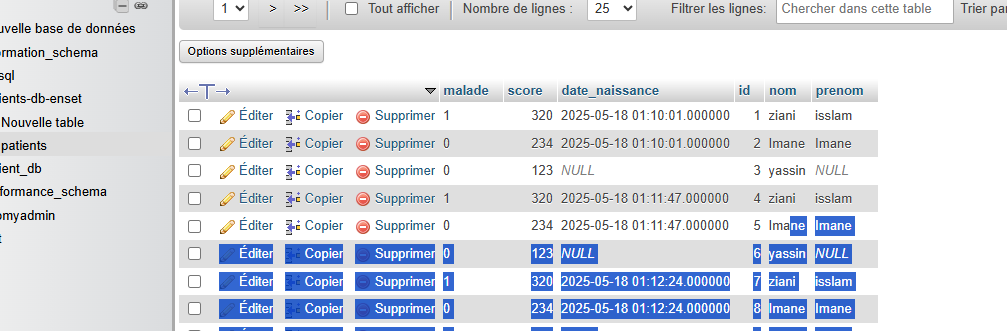 1 > >> Tout afficher Nombre de lignes : 25 Filtrer les lignes: Chercher dans cette table Trier par
uvelle base de données
ormation_schema
sql
ients-db-enset
Nouvelle table
patients
ient_db
formance_schema
omyadmin
t
Options supplémentaires
malade score date_naissance id nom prenom
Éditer Copier Supprimer 1 320 2025-05-18 01:10:01.000000 1 ziani isslam
Éditer Copier Supprimer 0 234 2025-05-18 01:10:01.000000 2 Imane Imane
Éditer Copier Supprimer 0 123 NULL 3 yassin NULL
Éditer Copier Supprimer 1 320 2025-05-18 01:11:47.000000 4 ziani isslam
Éditer Copier Supprimer 0 234 2025-05-18 01:11:47.000000 5 Imane Imane
Éditer Copier Supprimer 0 123 NULL 6 yassin NULL
Éditer Copier Supprimer 1 320 2025-05-18 01:12:24.000000 7 ziani isslam
Éditer Copier Supprimer 0 234 2025-05-18 01:12:24.000000 8 Imane Imane